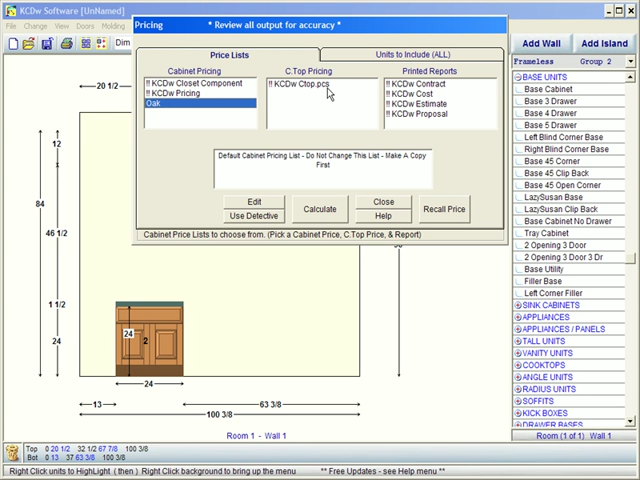 KCDw Software [UnNamed]
File Change View Doors Molding
Dim
Pricing * Review all output for accuracy *
Price Lists
Units to Include (ALL)
Cabinet Pricing
!! KCDw Closet Component
!! KCDw Pricing
Oak
C.Top Pricing
!! KCDw Ctop.pcs
Printed Reports
!! KCDw Contract
!! KCDw Cost
!! KCDw Estimate
!! KCDw Proposal
Default Cabinet Pricing List - Do Not Change This List - Make A Copy
First
Edit
Use Detective
Calculate
Close
Help
Recall Price
Cabinet Price Lists to choose from. (Pick a Cabinet Price, C.Top Price, & Report)
Add Wall
Add Island
Frameless Group 2
BASE UNITS
Base Cabinet
Base 3 Drawer
Base 4 Drawer
Base 5 Drawer
Left Blind Corner Base
Right Blind Corner Base
Base 45 Corner
Base 45 Clip Back
Base 45 Open Corner
LazySusan Base
LazySusan Clip Back
Base Cabinet No Drawer
Tray Cabinet
2 Opening 3 Door
2 Opening 3 Door 3 Dr
Base Utility
Filler Base
Left Corner Filler
SINK CABINETS
APPLIANCES
APPLIANCES / PANELS
TALL UNITS
VANITY UNITS
COOKTOPS
ANGLE UNITS
RADIUS UNITS
SOFFITS
KICK BOXES
DRAWER BASES
Room (1 of 1) Wall 1
20 1/2
12
84
46 1/2
1 1/2
24
24
2
24
13
63 3/8
100 3/8
Room 1 - Wall 1
Top 0 20 1/2 32 1/2 67 7/8 100 3/8
Bot 0 13 37 63 3/8 100 3/8
Right Click units to HighLight ( then ) Right Click background to bring up the menu ** Free Updates - see Help menu **